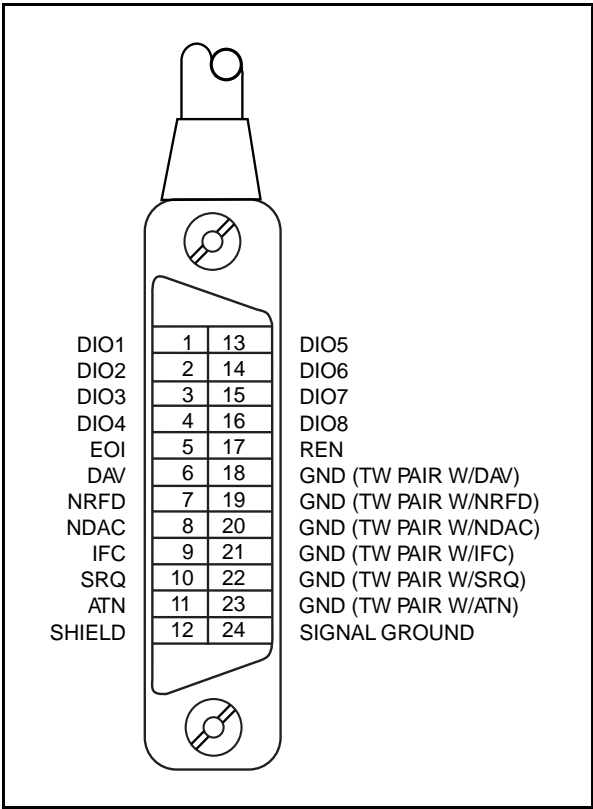 DIO1 1 13 DIO5
DIO2 2 14 DIO6
DIO3 3 15 DIO7
DIO4 4 16 DIO8
EOI 5 17 REN
DAV 6 18 GND (TW PAIR W/DAV)
NRFD 7 19 GND (TW PAIR W/NRFD)
NDAC 8 20 GND (TW PAIR W/NDAC)
IFC 9 21 GND (TW PAIR W/IFC)
SRQ 10 22 GND (TW PAIR W/SRQ)
ATN 11 23 GND (TW PAIR W/ATN)
SHIELD 12 24 SIGNAL GROUND